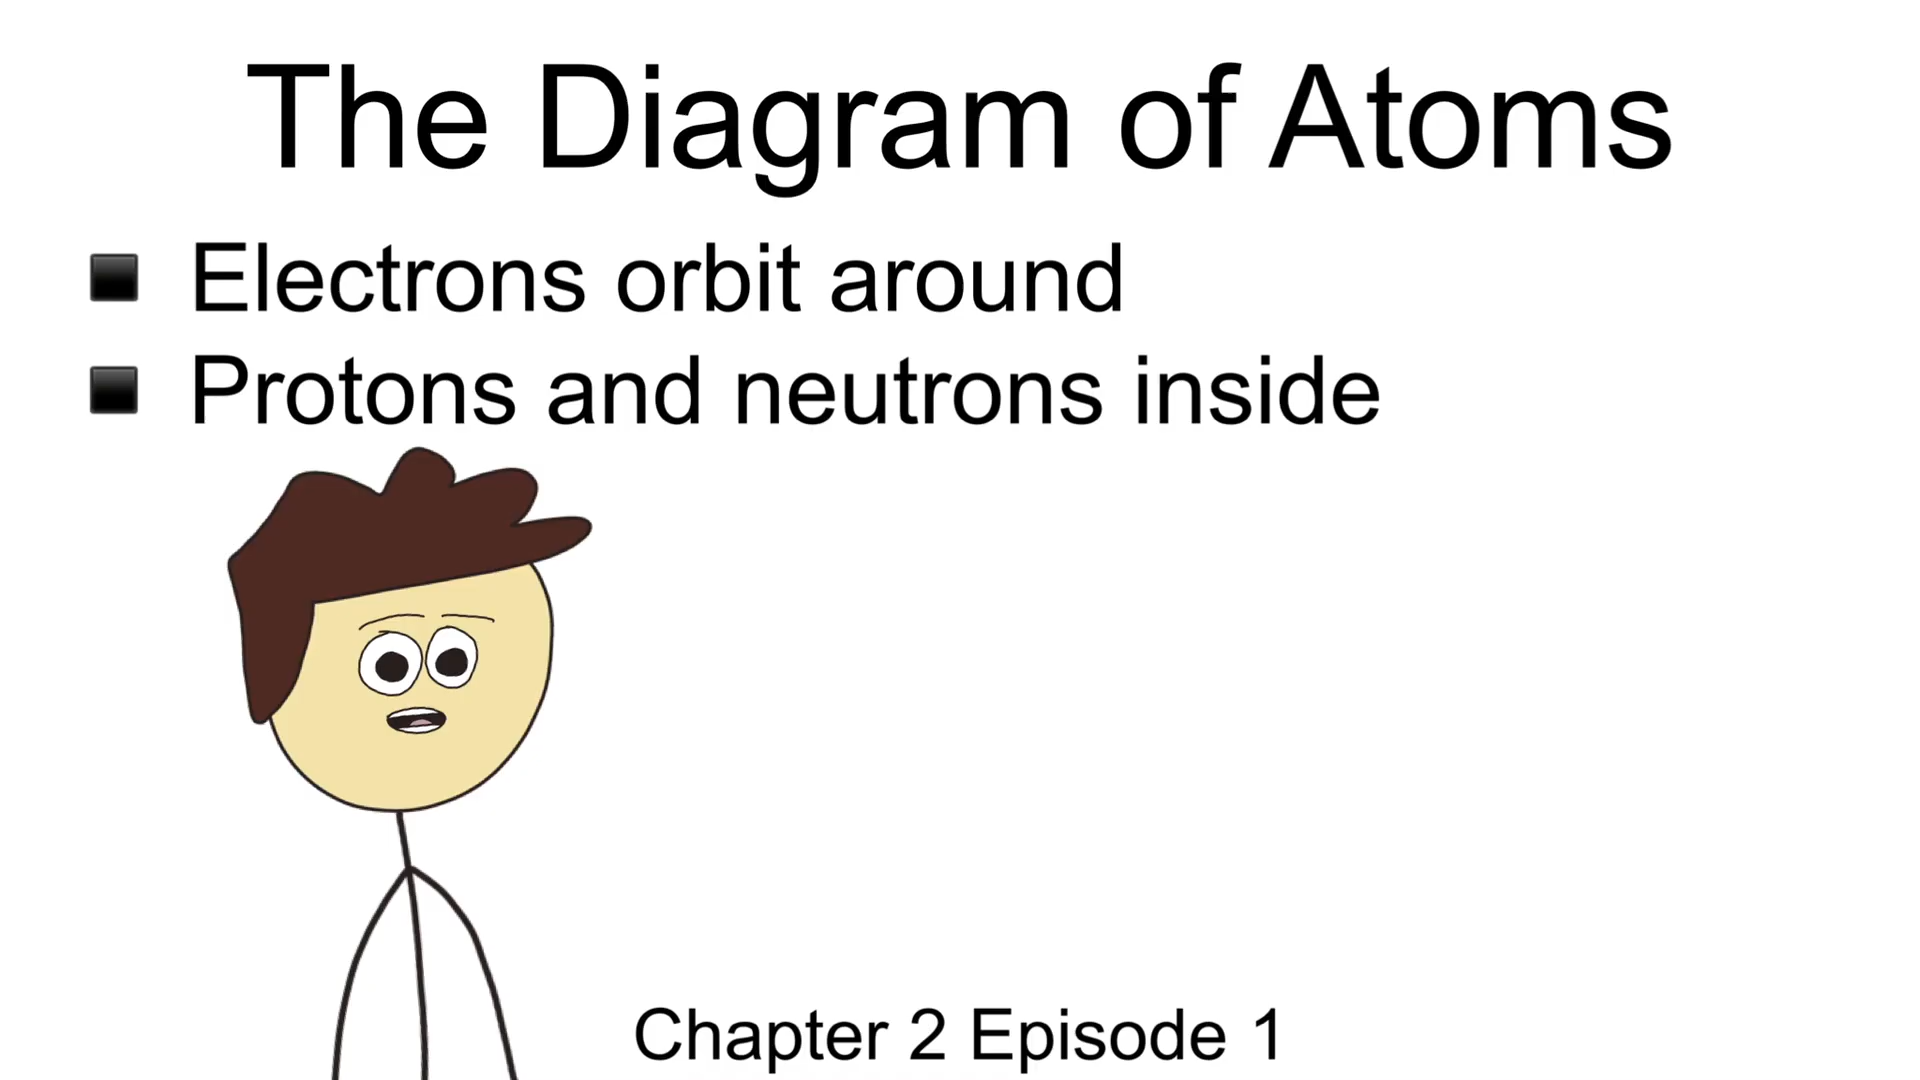 The Diagram of Atoms
Electrons orbit around
Protons and neutrons inside
Chapter 2 Episode 1